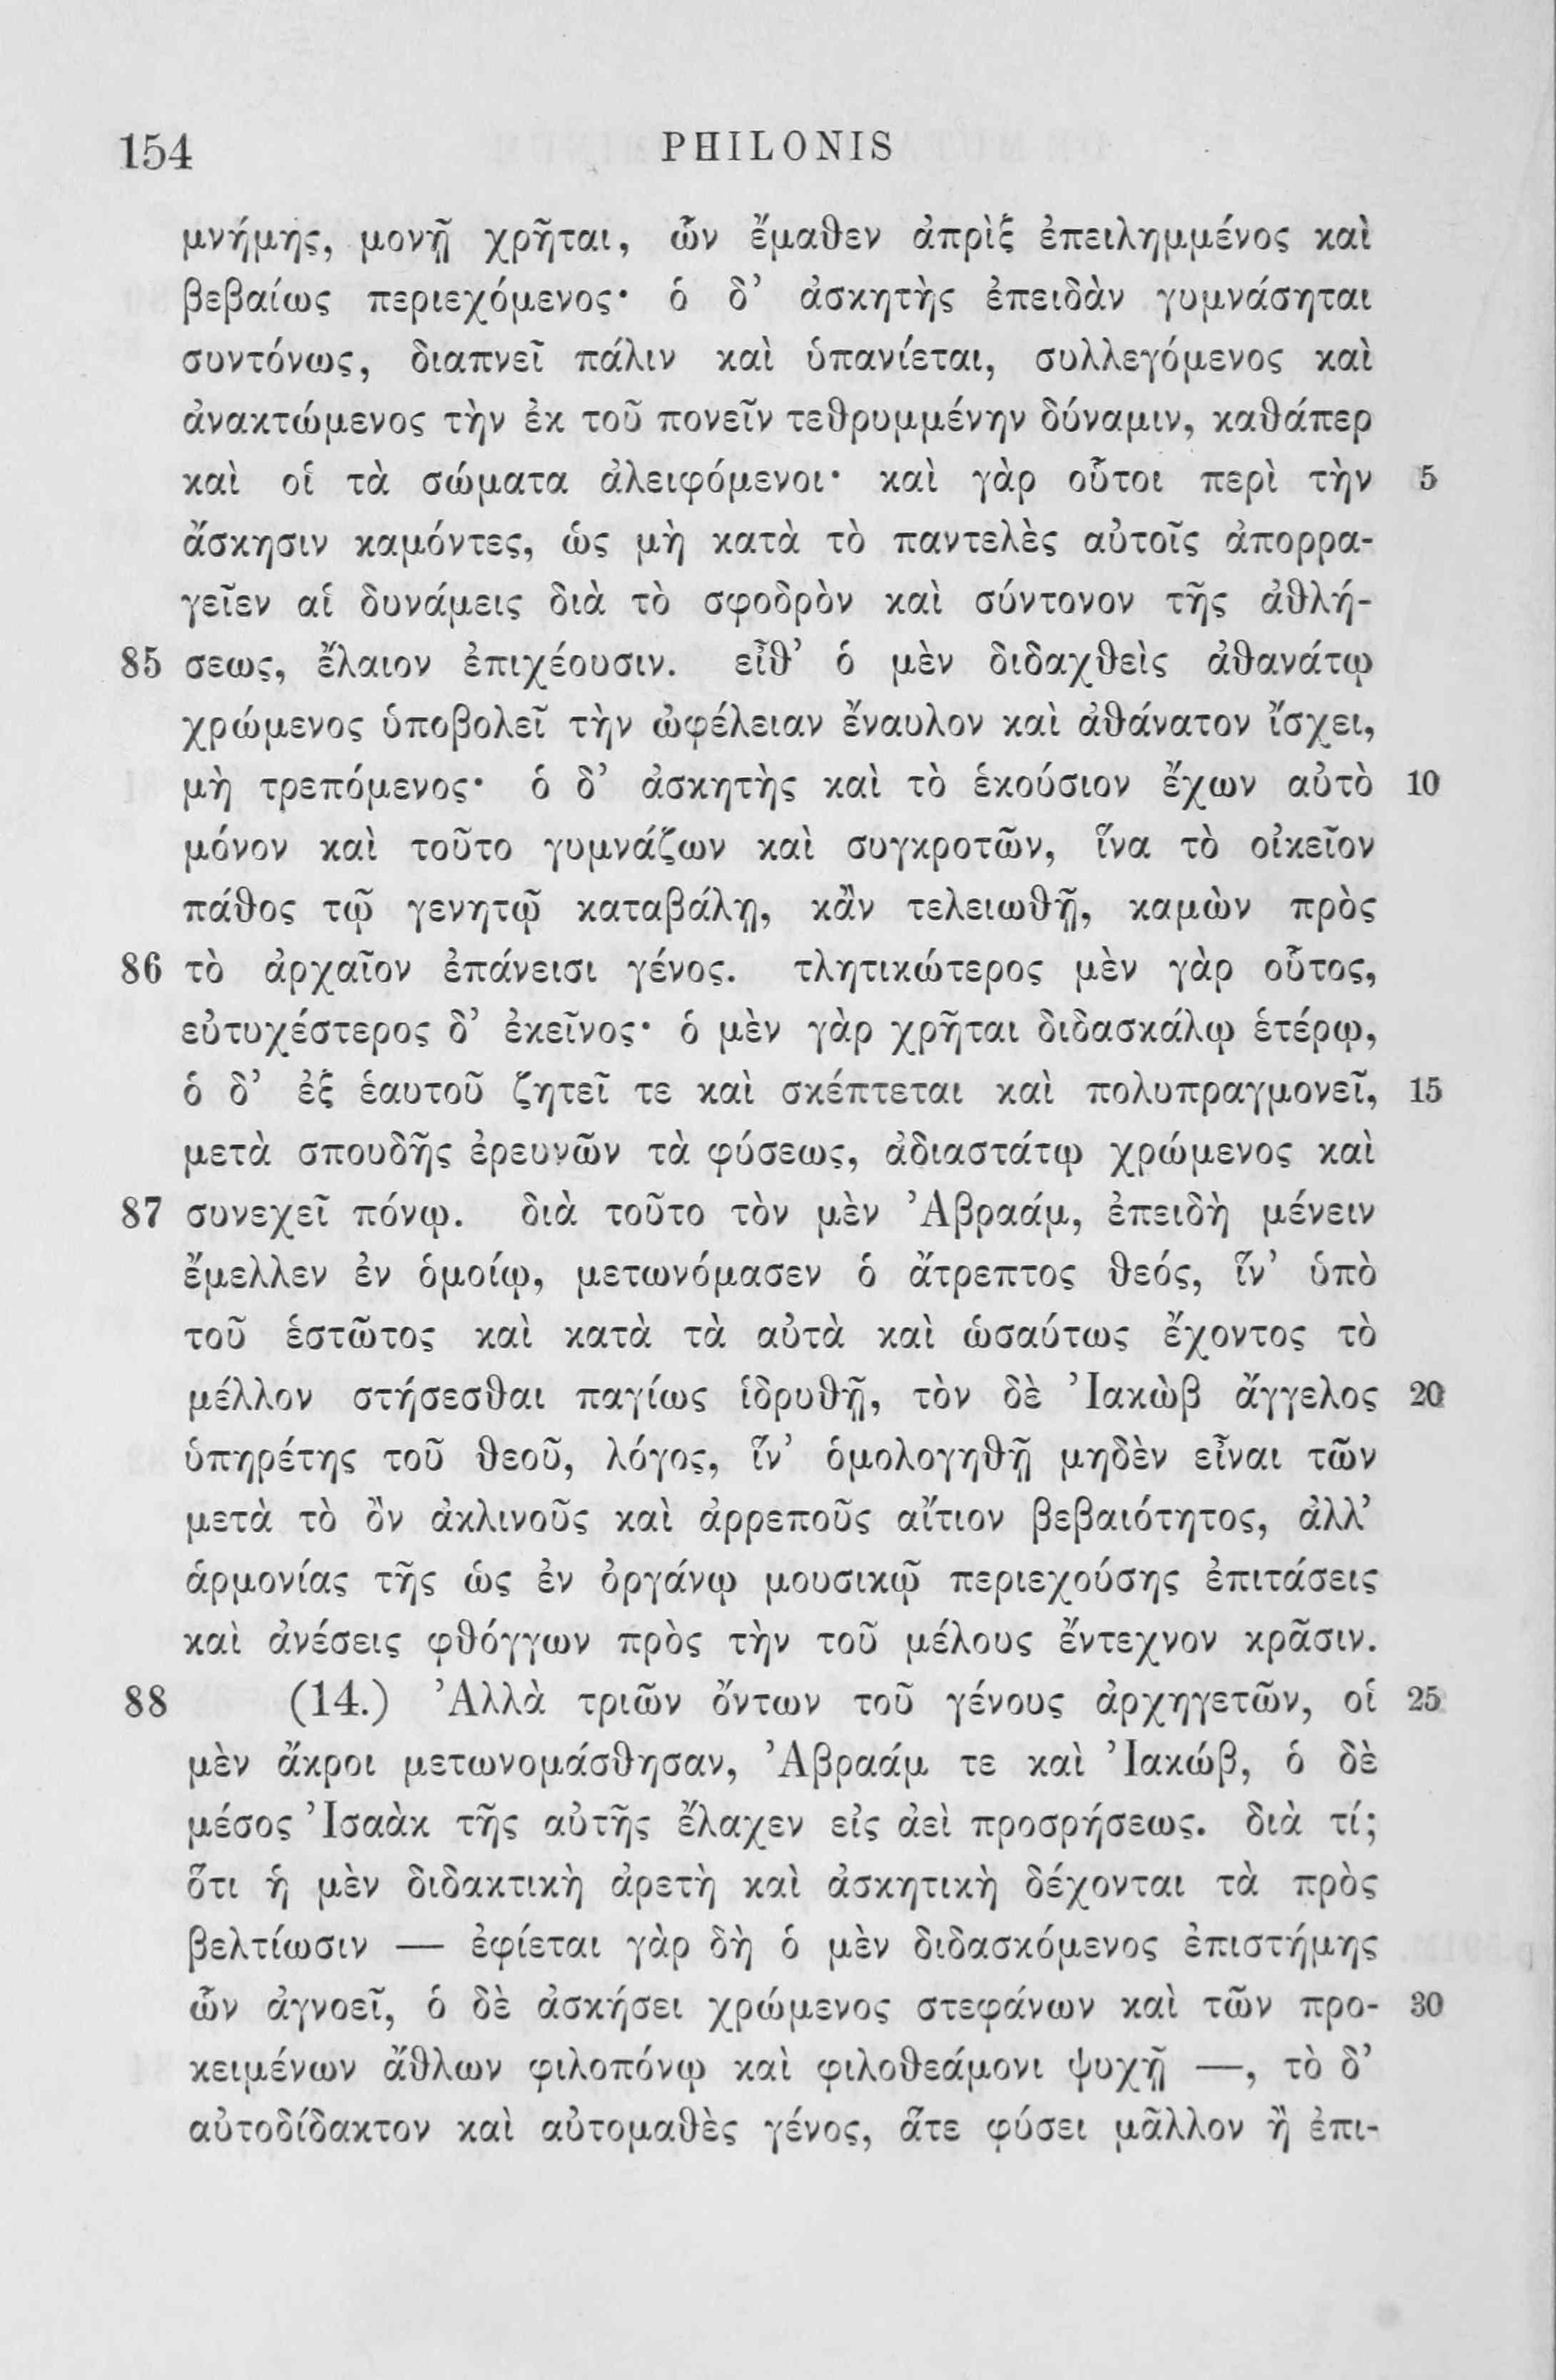 154 PHILONIS
μνήμης, μονῇ χρῆται, ὧν ἔμαθεν ἀπρὶξ ἐπειλημμένος καὶ
βεβαίως περιεχόμενος· ὁ δ’ ἀσκητὴς ἐπειδὰν γυμνάσηται
συντόνως, διαπνεῖ πάλιν καὶ ὑπανίεται, συλλεγόμενος καὶ
ἀνακτώμενος τὴν ἐκ τοῦ πονεῖν τεθρυμμένην δύναμιν, καθάπερ
καὶ οἱ τὰ σώματα ἀλειφόμενοι· καὶ γὰρ οὗτοι περὶ τὴν 5
ἄσκησιν καμόντες, ὡς μὴ κατὰ τὸ παντελὲς αὐτοῖς ἀπορρα-
γεῖεν αἱ δυνάμεις διὰ τὸ σφοδρὸν καὶ σύντονον τῆς ἀθλή-
85 σεως, ἔλαιον ἐπιχέουσιν. εἶθ’ ὁ μὲν διδαχθεὶς ἀθανάτῳ
χρώμενος ὑποβολεῖ τὴν ὠφέλειαν ἔναυλον καὶ ἀθάνατον ἴσχει,
μὴ τρεπόμενος· ὁ δ’ ἀσκητὴς καὶ τὸ ἑκούσιον ἔχων αὐτὸ 10
μόνον καὶ τοῦτο γυμνάζων καὶ συγκροτῶν, ἵνα τὸ οἰκεῖον
πάθος τῷ γενητῷ καταβάλῃ, κἂν τελειωθῇ, καμὼν πρὸς
86 τὸ ἀρχαῖον ἐπάνεισι γένος. τλητικώτερος μὲν γὰρ οὗτος,
εὐτυχέστερος δ’ ἐκεῖνος· ὁ μὲν γὰρ χρῆται διδασκάλῳ ἑτέρῳ,
ὁ δ’ ἐξ ἑαυτοῦ ζητεῖ τε καὶ σκέπτεται καὶ πολυπραγμονεῖ, 15
μετὰ σπουδῆς ἐρευνῶν τὰ φύσεως, ἀδιαστάτῳ χρώμενος καὶ
87 συνεχεῖ πόνῳ. διὰ τοῦτο τὸν μὲν Ἀβραάμ, ἐπειδὴ μένειν
ἔμελλεν ἐν ὁμοίῳ, μετωνόμασεν ὁ ἄτρεπτος θεός, ἵν’ ὑπὸ
τοῦ ἑστῶτος καὶ κατὰ τὰ αὐτὰ καὶ ὡσαύτως ἔχοντος τὸ
μέλλον στήσεσθαι παγίως ἱδρυθῇ, τὸν δὲ Ἰακὼβ ἄγγελος 20
ὑπηρέτης τοῦ θεοῦ, λόγος, ἵν’ ὁμολογηθῇ μηδὲν εἶναι τῶν
μετὰ τὸ ὂν ἀκλινοῦς καὶ ἀρρεποῦς αἴτιον βεβαιότητος, ἀλλ’
ἁρμονίας τῆς ὡς ἐν ὀργάνῳ μουσικῷ περιεχούσης ἐπιτάσεις
καὶ ἀνέσεις φθόγγων πρὸς τὴν τοῦ μέλους ἔντεχνον κρᾶσιν.
88 (14.) Ἀλλὰ τριῶν ὄντων τοῦ γένους ἀρχηγετῶν, οἱ 25
μὲν ἄκροι μετωνομάσθησαν, Ἀβραάμ τε καὶ Ἰακώβ, ὁ δὲ
μέσος Ἰσαὰκ τῆς αὐτῆς ἔλαχεν εἰς ἀεὶ προσρήσεως. διὰ τί;
ὅτι ἡ μὲν διδακτικὴ ἀρετὴ καὶ ἀσκητικὴ δέχονται τὰ πρὸς
βελτίωσιν — ἐφίεται γὰρ δὴ ὁ μὲν διδασκόμενος ἐπιστήμης
ὧν ἀγνοεῖ, ὁ δὲ ἀσκήσει χρώμενος στεφάνων καὶ τῶν προ- 30
κειμένων ἄθλων φιλοπόνῳ καὶ φιλοθεάμονι ψυχῇ —, τὸ δ’
αὐτοδίδακτον καὶ αὐτομαθὲς γένος, ἅτε φύσει μᾶλλον ἢ ἐπι-